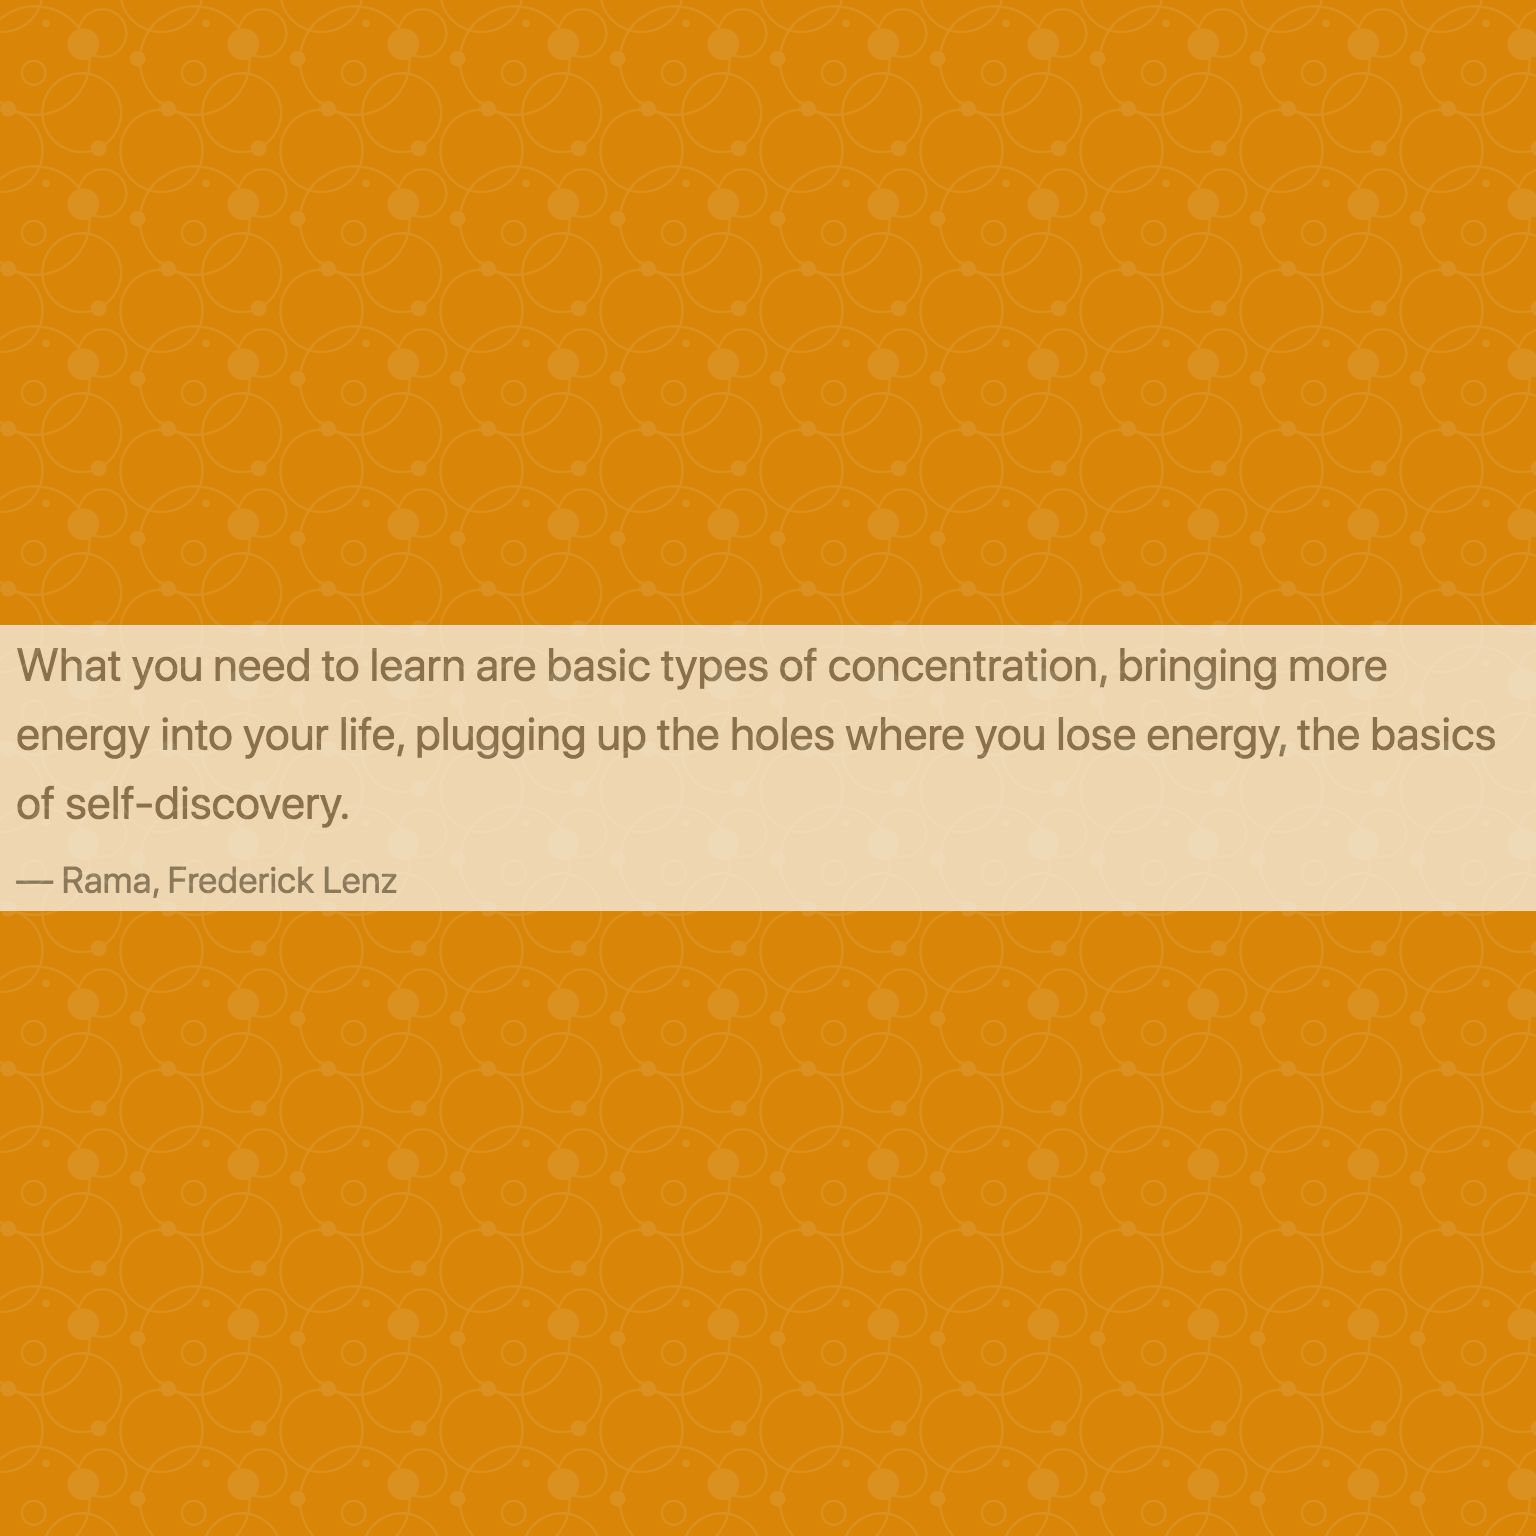 What you need to learn are basic types of concentration, bringing more
energy into your life, plugging up the holes where you lose energy, the basics
of self-discovery.
— Rama, Frederick Lenz